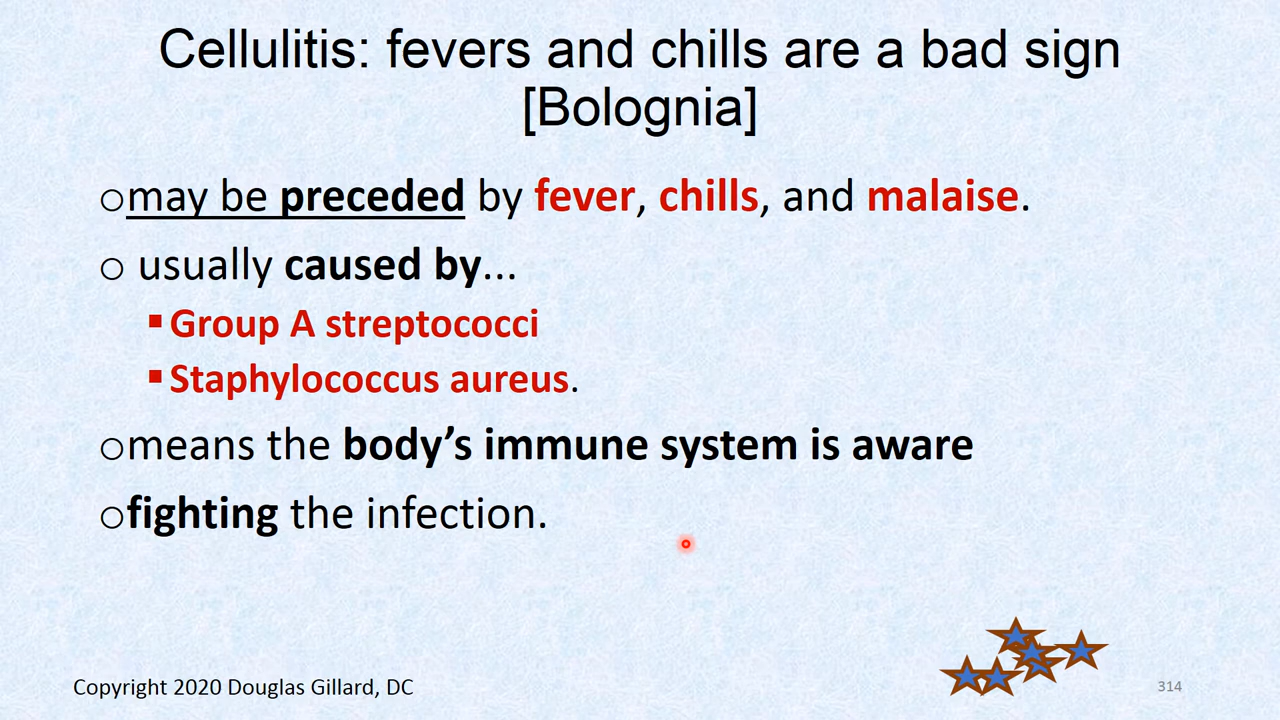 Cellulitis: fevers and chills are a bad sign
[Bolognia]
may be preceded by fever, chills, and malaise.
usually caused by...
Group A streptococci
Staphylococcus aureus.
means the body’s immune system is aware
fighting the infection.
Copyright 2020 Douglas Gillard, DC
314